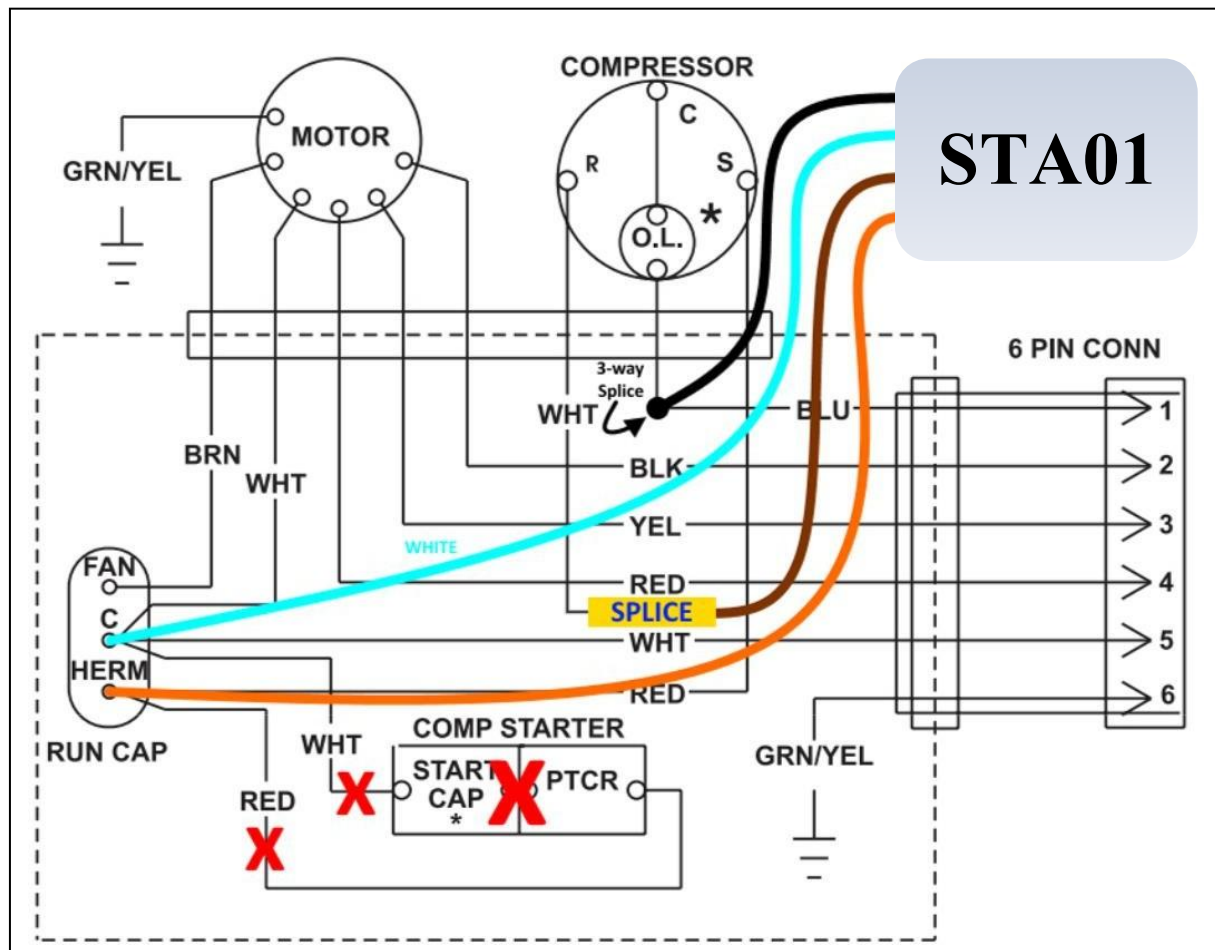 COMPRESSOR
MOTOR
STA01
C
R
S
GRN/YEL
*
O.L.
6 PIN CONN
3-way
Splice
WHT
BLU
1
BRN
BLK
2
WHT
YEL
3
WHITE
FAN
RED
4
SPLICE
C
WHT
5
HERM
RED
6
COMP STARTER
RUN CAP
WHT
GRN/YEL
START
CAP
*
PTCR
RED
X
X
X